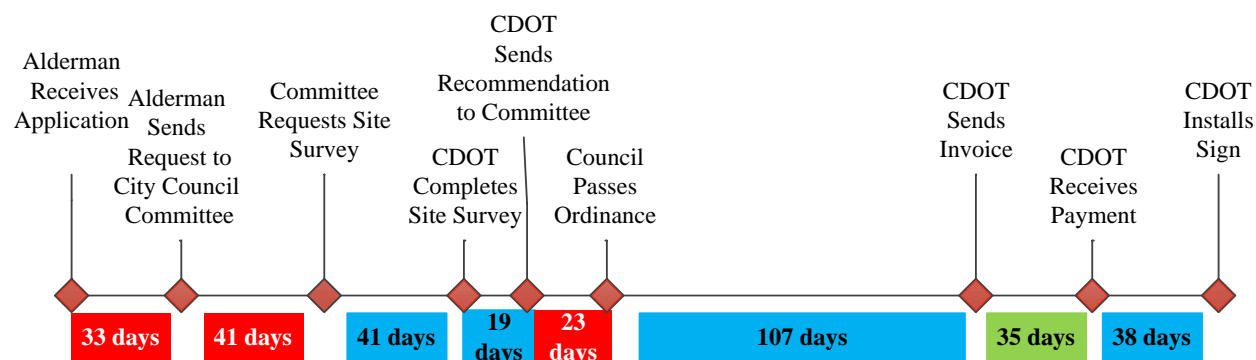 Alderman
Receives
Application
Alderman
Sends
Request to
City Council
Committee
Committee
Requests Site
Survey
CDOT
Completes
Site Survey
CDOT
Sends
Recommendation
to Committee
Council
Passes
Ordinance
CDOT
Sends
Invoice
CDOT
Receives
Payment
CDOT
Installs
Sign
33 days
41 days
41 days
19
days
23
days
107 days
35 days
38 days